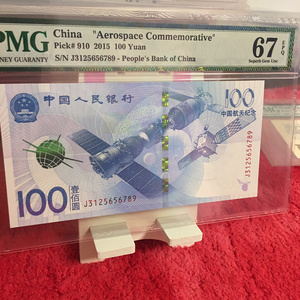 PMG
China "Aerospace Commemorative"
67 EPQ
Pick# 910 2015 100 Yuan
Superb Gem Unc
NEY GUARANTY
S/N J3125656789 - People's Bank of China
中国人民银行
100
中国航天纪念
100 壹佰圆
J3125656789
J3125656789